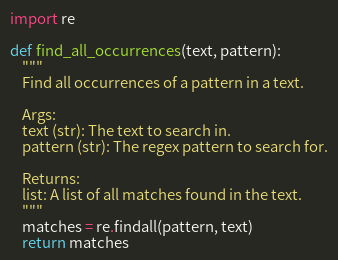 import re

def find_all_occurrences(text, pattern):
    """
    Find all occurrences of a pattern in a text.

    Args:
    text (str): The text to search in.
    pattern (str): The regex pattern to search for.

    Returns:
    list: A list of all matches found in the text.
    """
    matches = re.findall(pattern, text)
    return matches